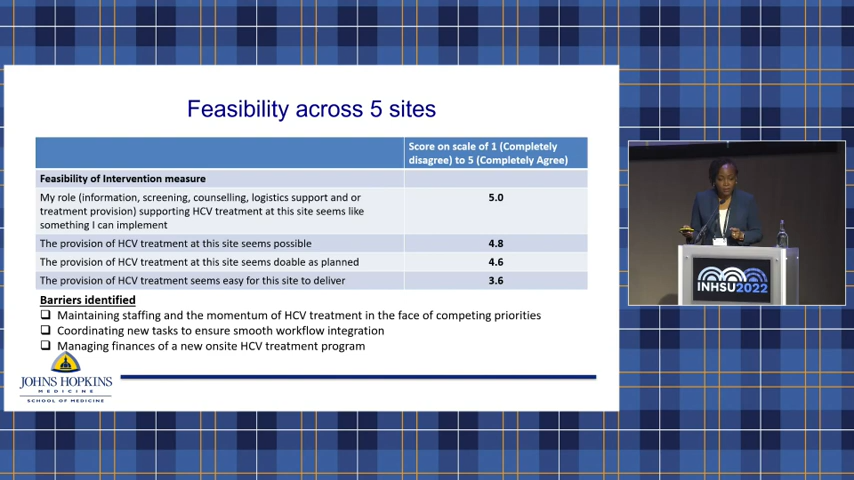 Feasibility across 5 sites
Score on scale of 1 (Completely
disagree) to 5 (Completely Agree)
Feasibility of Intervention measure
My role (information, screening, counselling, logistics support and or
treatment provision) supporting HCV treatment at this site seems like
something I can implement
5.0
The provision of HCV treatment at this site seems possible
4.8
The provision of HCV treatment at this site seems doable as planned
4.6
The provision of HCV treatment seems easy for this site to deliver
3.6
Barriers identified
Maintaining staffing and the momentum of HCV treatment in the face of competing priorities
Coordinating new tasks to ensure smooth workflow integration
Managing finances of a new onsite HCV treatment program
JOHNS HOPKINS
MEDICINE
SCHOOL OF MEDICINE
INHSU2022